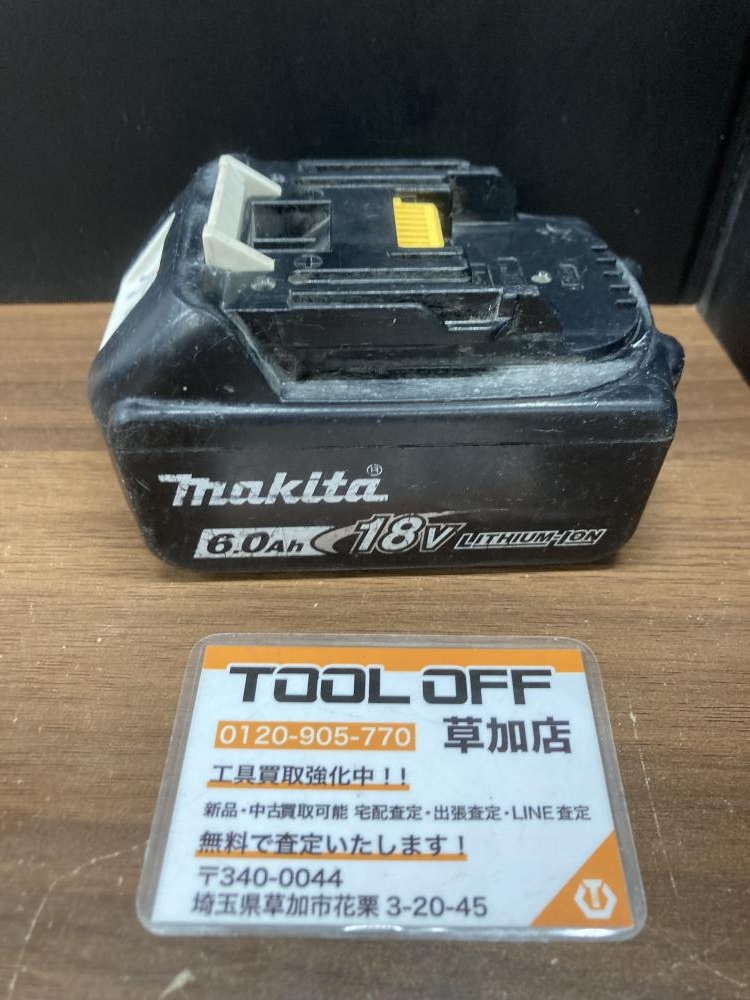 makita
6.0Ah 18V LITHIUM-ION
TOOL OFF
0120-905-770 草加店
工具買取強化中!!
新品・中古買取可能 宅配査定・出張査定・LINE査定
無料で査定いたします!
〒340-0044
埼玉県草加市花栗 3-20-45